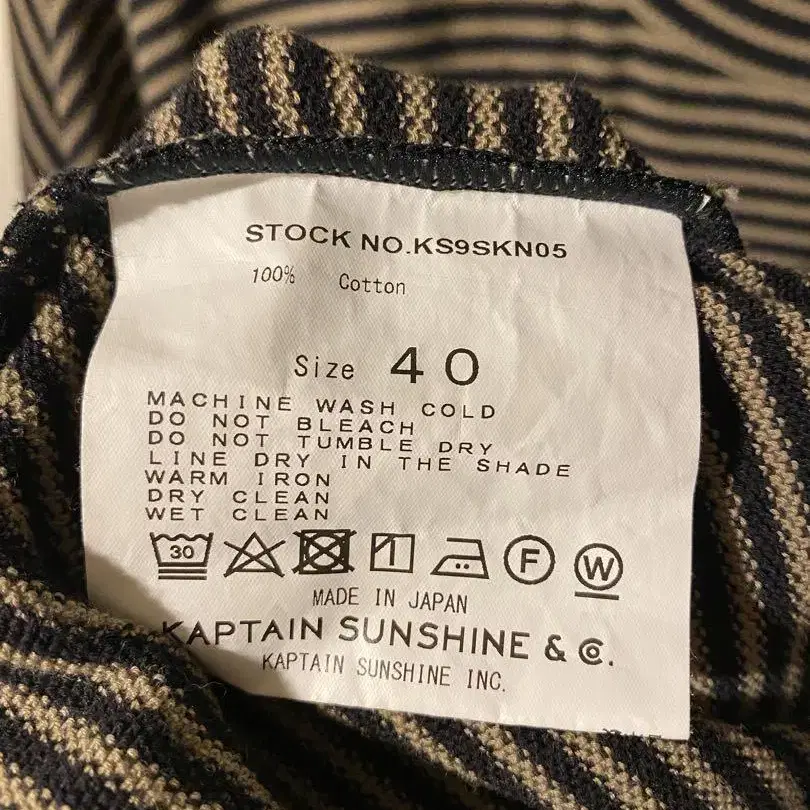 STOCK NO.KS9SKN05
100% Cotton
Size 40
MACHINE WASH COLD
DO NOT BLEACH
DO NOT TUMBLE DRY
LINE DRY IN THE SHADE
WARM IRON
DRY CLEAN
WET CLEAN
30 F W
MADE IN JAPAN
KAPTAIN SUNSHINE & Co.
KAPTAIN SUNSHINE INC.